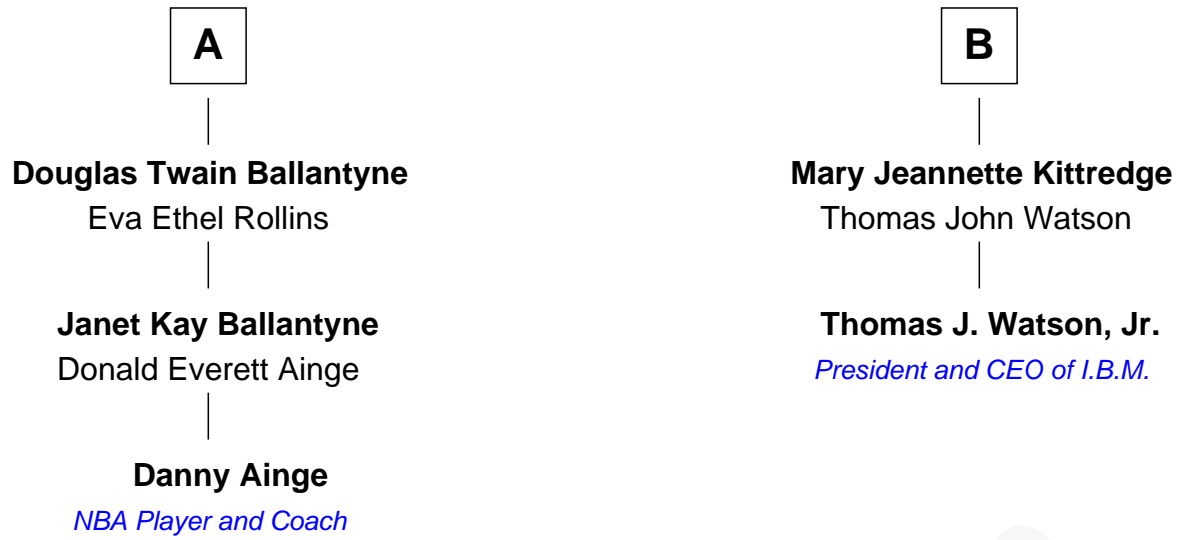 A
B
Douglas Twain Ballantyne
Eva Ethel Rollins
Mary Jeannette Kittredge
Thomas John Watson
Janet Kay Ballantyne
Donald Everett Ainge
Thomas J. Watson, Jr.
President and CEO of I.B.M.
Danny Ainge
NBA Player and Coach